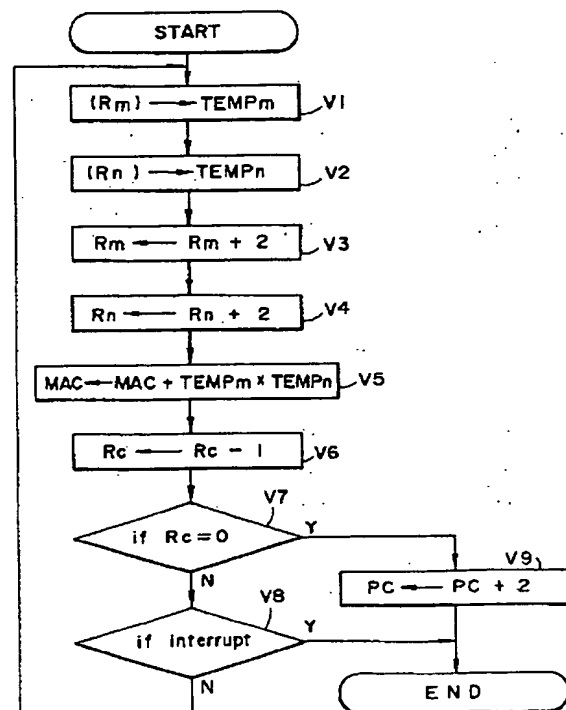 START
(Rm) → TEMPm
V1
(Rn) → TEMPn
V2
Rm ← Rm + 2
V3
Rn ← Rn + 2
V4
MAC ← MAC + TEMPm × TEMPn
V5
Rc ← Rc - 1
V6
V7
if Rc = 0
Y
N
V9
PC ← PC + 2
V8
if interrupt
Y
N
END